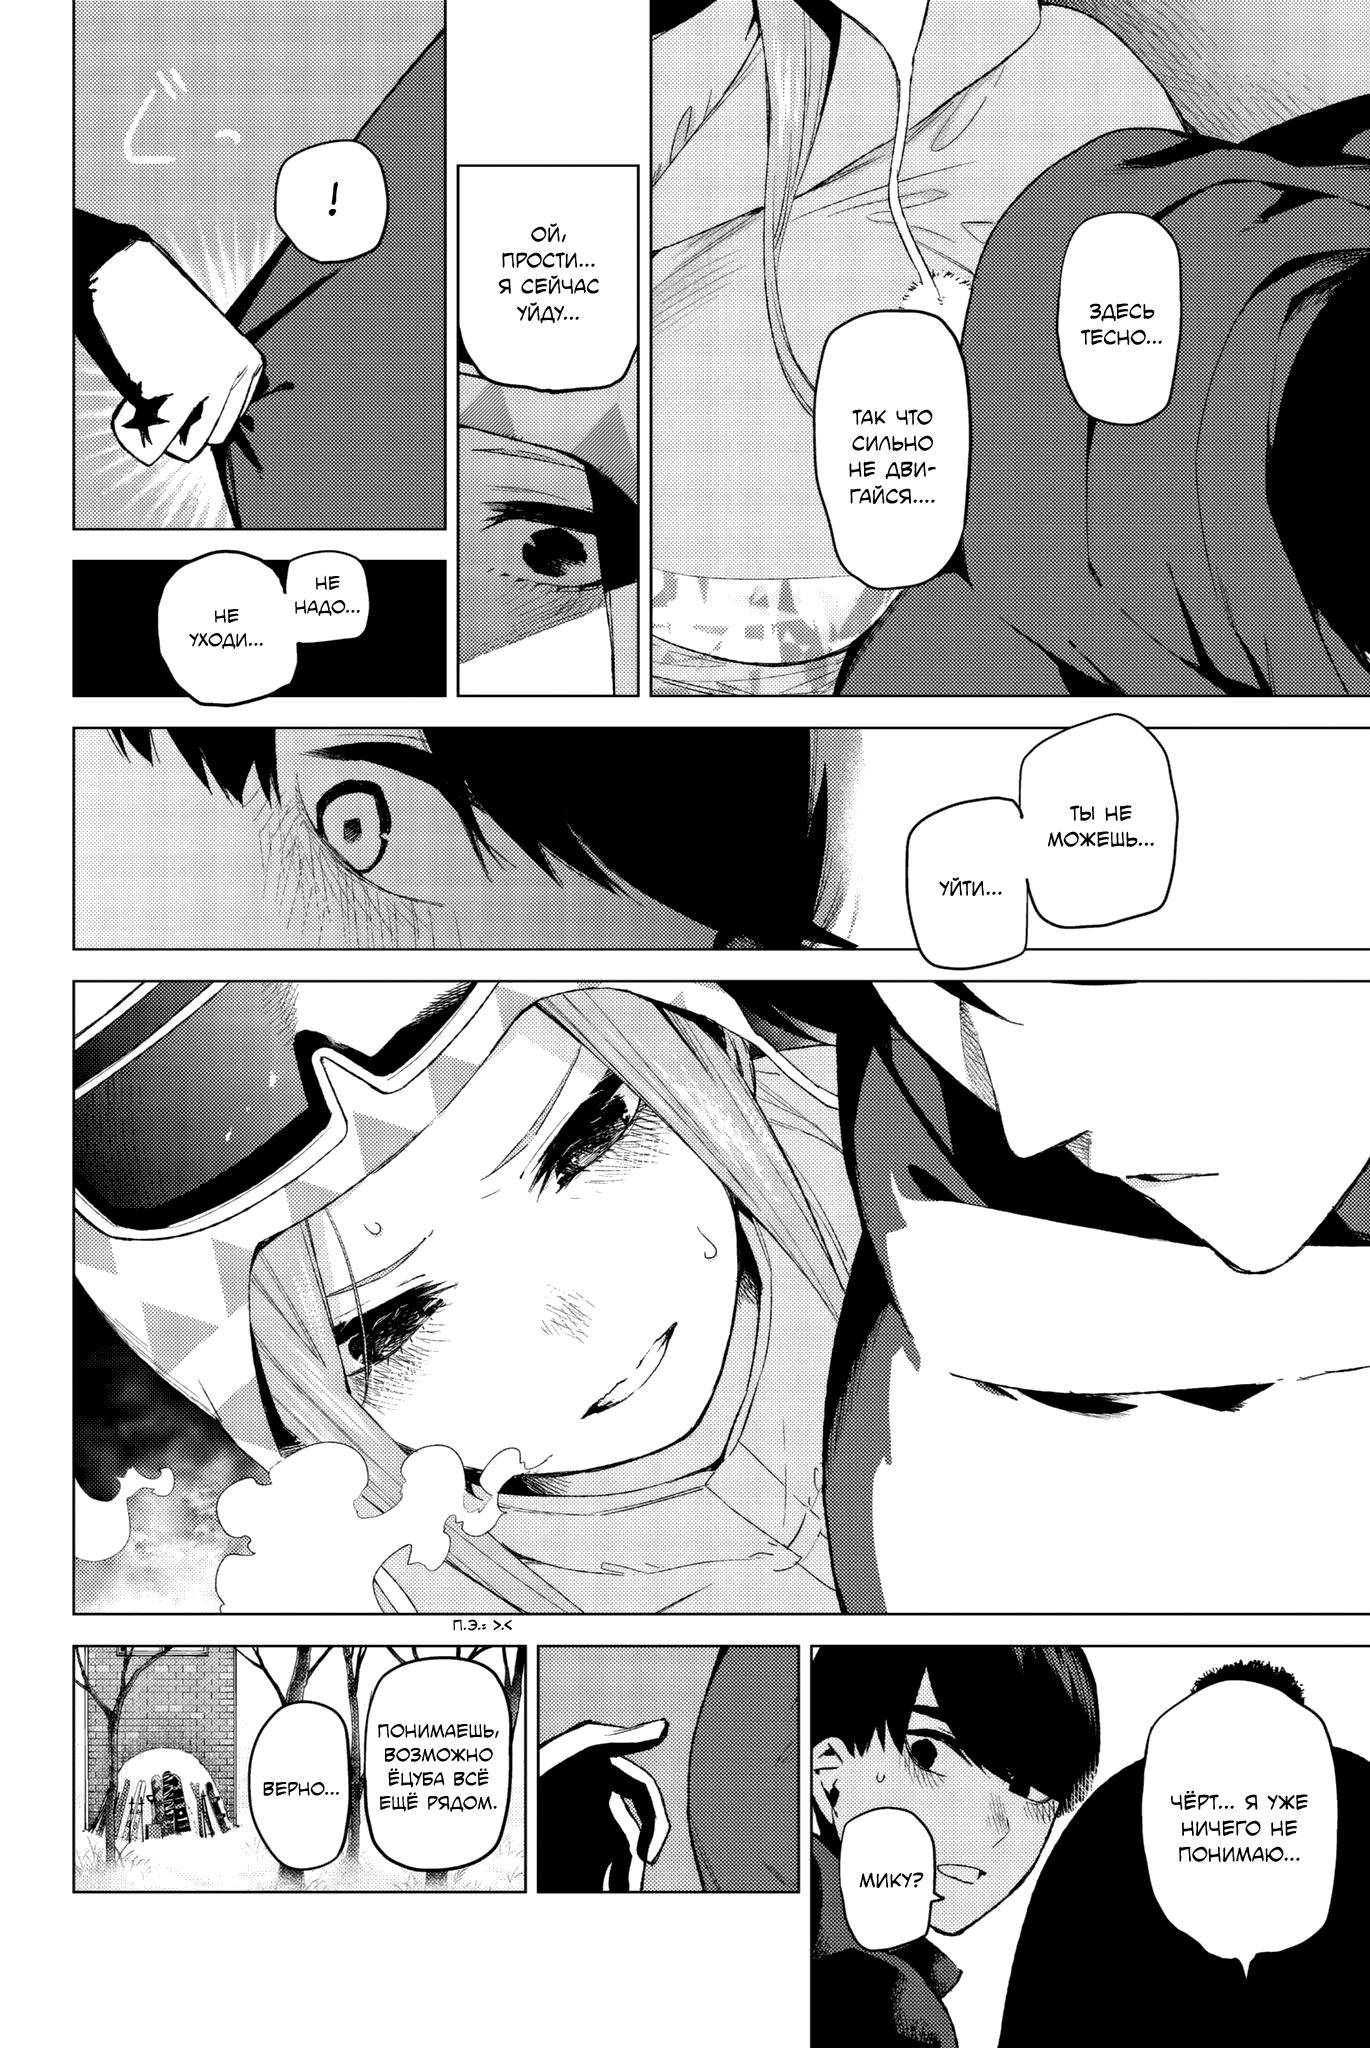 ЗДЕСЬ
ТЕСНО...
ТАК ЧТО
СИЛЬНО
НЕ ДВИ-
ГАЙСЯ....
ОЙ,
ПРОСТИ...
Я СЕЙЧАС
УЙДУ...
!
НЕ
НАДО...
НЕ
УХОДИ...
ТЫ НЕ
МОЖЕШЬ...
УЙТИ...
П.Э.: >.<
ЧЁРТ... Я УЖЕ
НИЧЕГО НЕ
ПОНИМАЮ...
МИКУ?
ПОНИМАЕШЬ,
ВОЗМОЖНО
ЁЦУБА ВСЁ
ЕЩЁ РЯДОМ.
ВЕРНО...